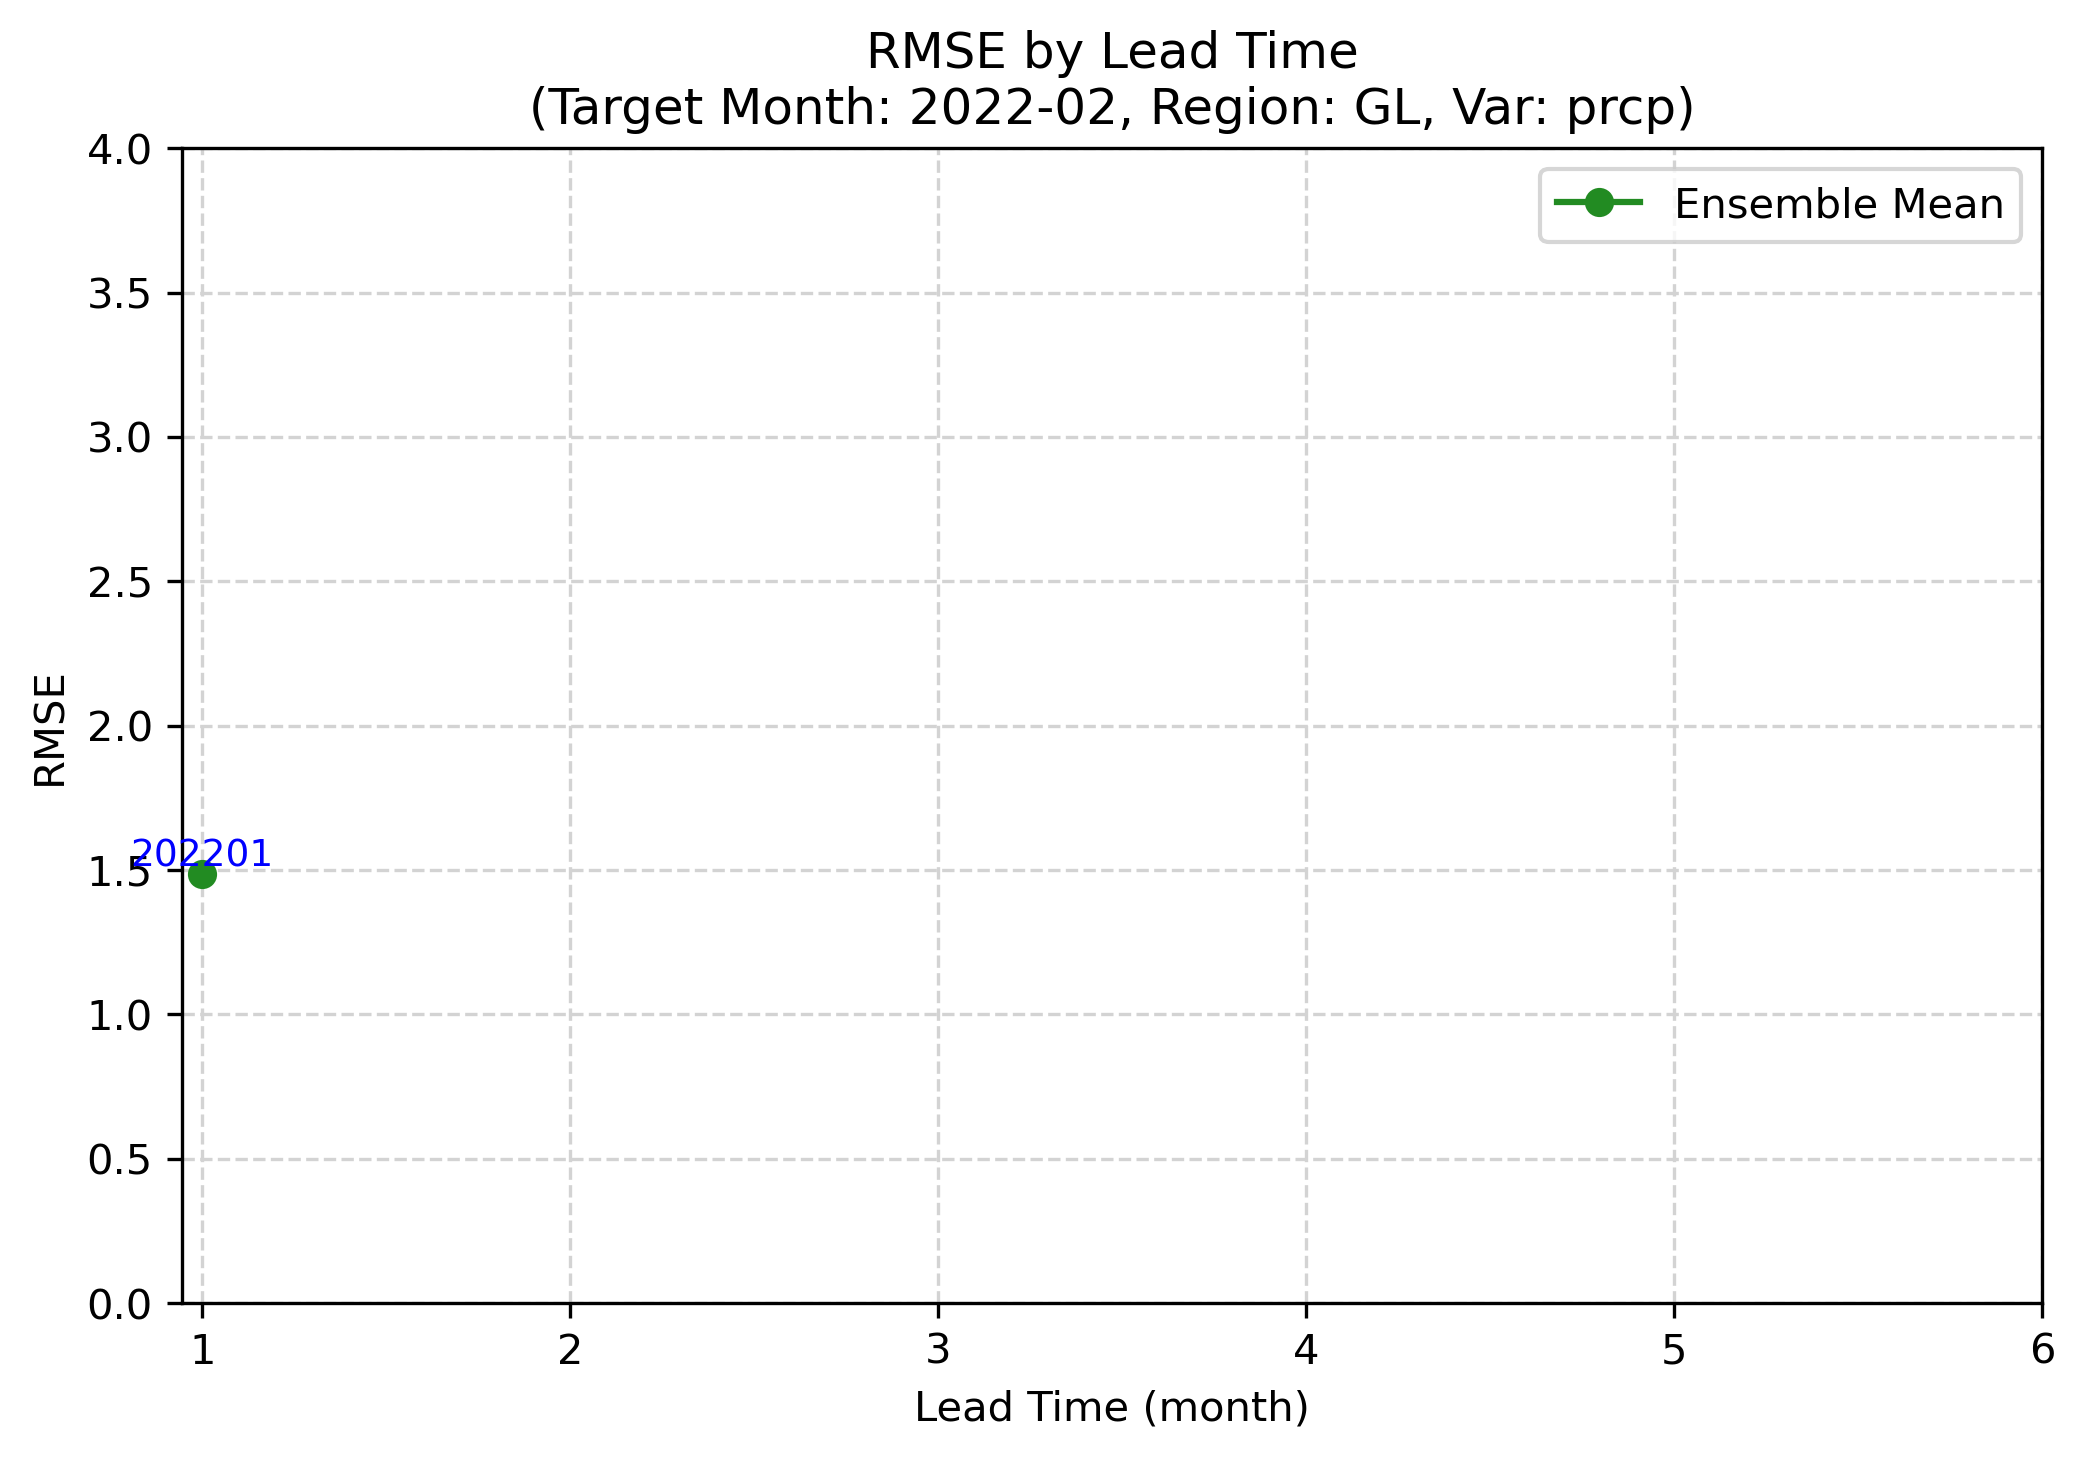 RMSE by Lead Time
(Target Month: 2022-02, Region: GL, Var: prcp)
4.0
Ensemble Mean
3.5
3.0
2.5
2.0
RMSE
202201
1.5
1.0
0.5
0.0
1 2 3 4 5 6
Lead Time (month)